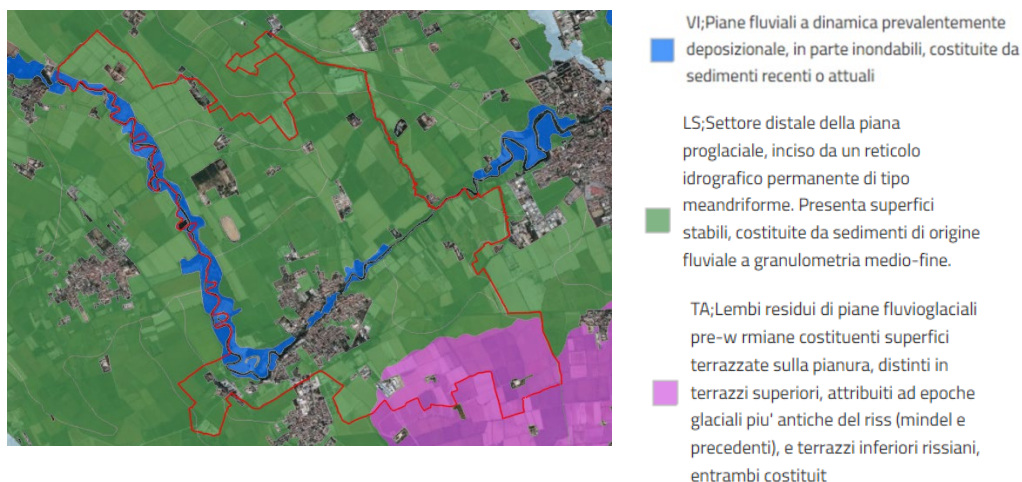 VI;Piane fluviali a dinamica prevalentemente
deposizionale, in parte inondabili, costituite da
sedimenti recenti o attuali
LS;Settore distale della piana
proglaciale, inciso da un reticolo
idrografico permanente di tipo
meandriforme. Presenta superfici
stabili, costituite da sedimenti di origine
fluviale a granulometria medio-fine.
TA;Lembi residui di piane fluvioglaciali
pre-w rmiane costituenti superfici
terrazzate sulla pianura, distinti in
terrazzi superiori, attribuiti ad epoche
glaciali piu' antiche del riss (mindel e
precedenti), e terrazzi inferiori rissiani,
entrambi costituit